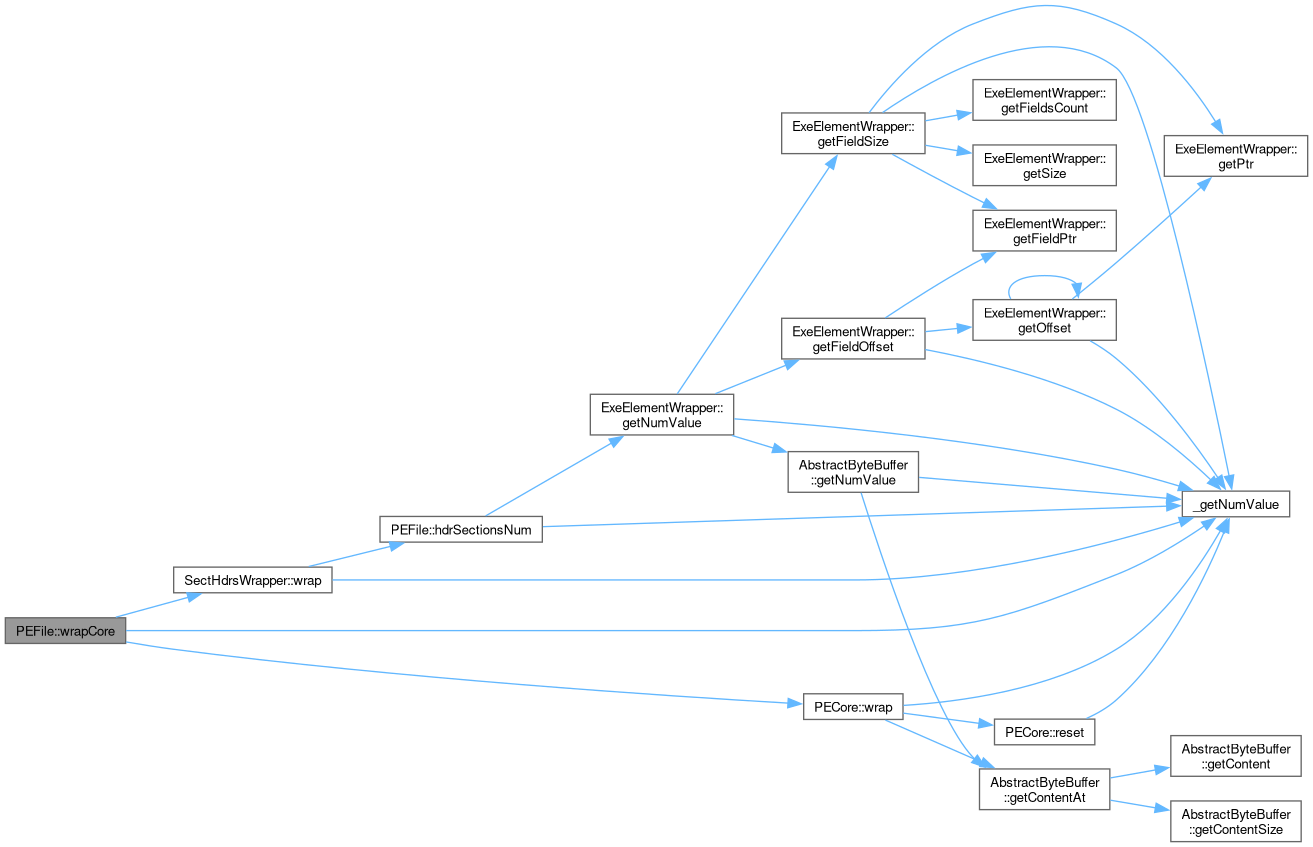 ExeElementWrapper::
getFieldsCount
ExeElementWrapper::
getFieldSize
ExeElementWrapper::
getPtr
ExeElementWrapper::
getSize
ExeElementWrapper::
getFieldPtr
ExeElementWrapper::
getOffset
ExeElementWrapper::
getFieldOffset
ExeElementWrapper::
getNumValue
AbstractByteBuffer
::getNumValue
_getNumValue
PEFile::hdrSectionsNum
SectHdrsWrapper::wrap
PEFile::wrapCore
PECore::wrap
PECore::reset
AbstractByteBuffer
::getContent
AbstractByteBuffer
::getContentAt
AbstractByteBuffer
::getContentSize